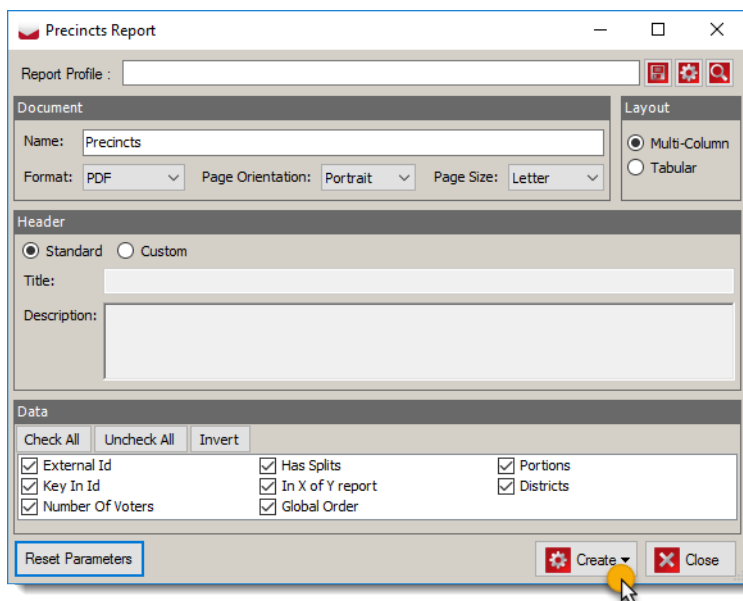 Precincts Report
Report Profile :
Document
Name: Precincts
Format: PDF Page Orientation: Portrait Page Size: Letter
Layout
Multi-Column
Tabular
Header
Standard Custom
Title:
Description:
Data
Check All Uncheck All Invert
External Id Has Splits Portions
Key In Id In X of Y report Districts
Number Of Voters Global Order
Reset Parameters Create Close